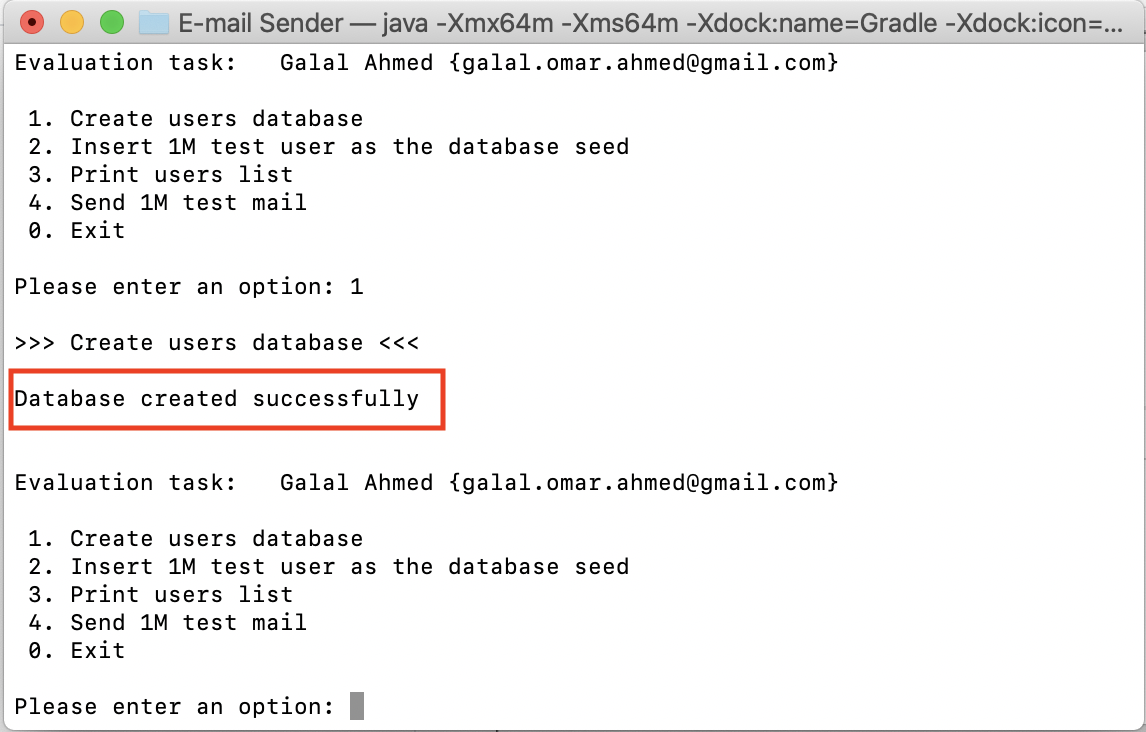 E-mail Sender — java -Xmx64m -Xms64m -Xdock:name=Gradle -Xdock:icon=...
Evaluation task:   Galal Ahmed {galal.omar.ahmed@gmail.com}
1. Create users database
2. Insert 1M test user as the database seed
3. Print users list
4. Send 1M test mail
0. Exit
Please enter an option: 1
>>> Create users database <<<
Database created successfully
Evaluation task:   Galal Ahmed {galal.omar.ahmed@gmail.com}
1. Create users database
2. Insert 1M test user as the database seed
3. Print users list
4. Send 1M test mail
0. Exit
Please enter an option: